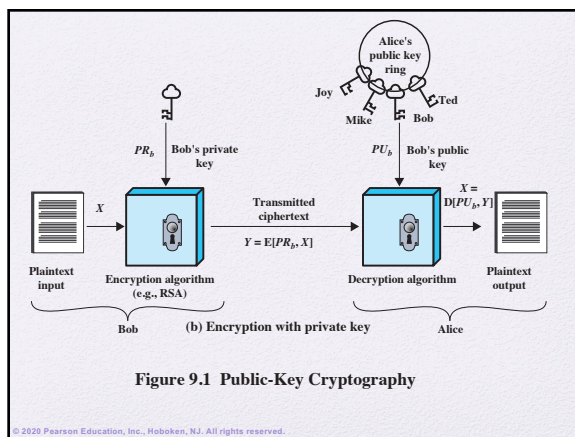 Alice's
public key
ring
Joy
Mike
Bob
Ted
PRb
Bob's private
key
PUb
Bob's public
key
X
Transmitted
ciphertext
Y = E[PRb, X]
X =
D[PUb, Y]
Plaintext
input
Encryption algorithm
(e.g., RSA)
Decryption algorithm
Plaintext
output
Bob
(b) Encryption with private key
Alice
Figure 9.1 Public-Key Cryptography
© 2020 Pearson Education, Inc., Hoboken, NJ. All rights reserved.